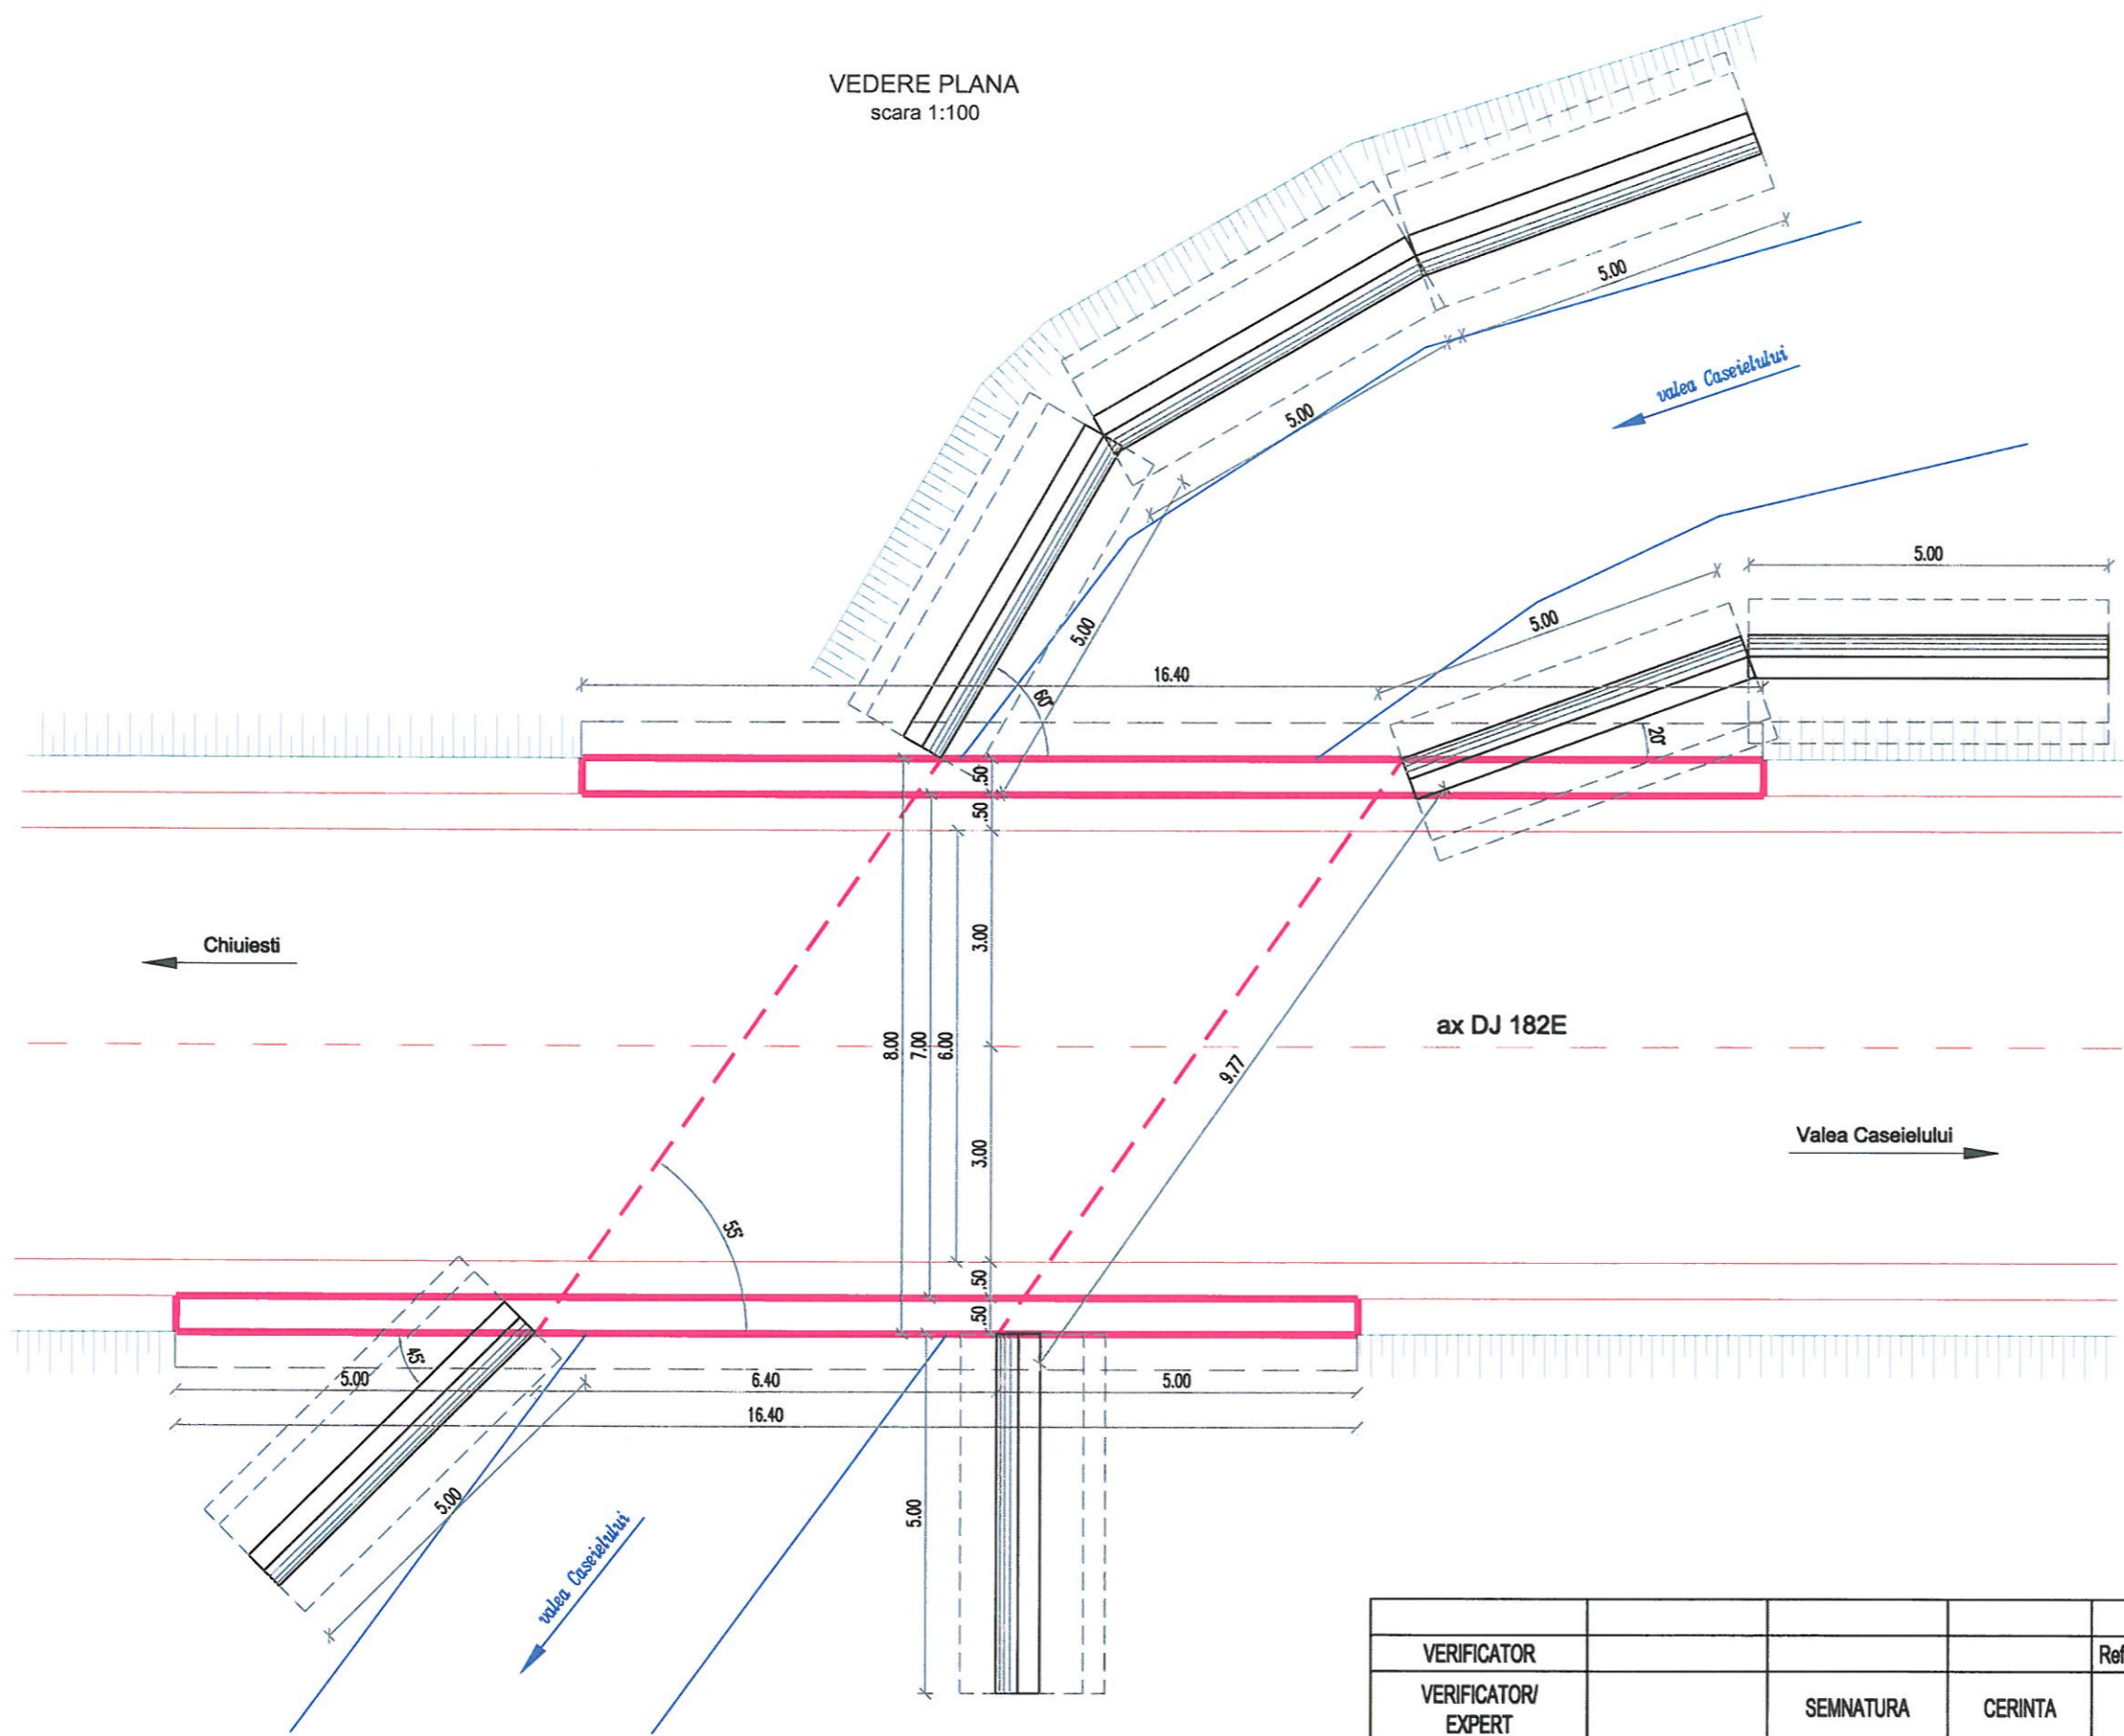 VEDERE PLANA
scara 1:100
5.00
valea Caseielului
5.00
5.00
5.00
5.00
60°
16.40
20°
.50
.50
Chiuiesti
3.00
8.00
7.00
6.00
ax DJ 182E
9.77
Valea Caseielului
3.00
55°
.50
.50
45°
5.00
6.40
5.00
16.40
5.00
5.00
valea Caseielului
VERIFICATOR
Ref
VERIFICATOR/
EXPERT
SEMNATURA
CERINTA